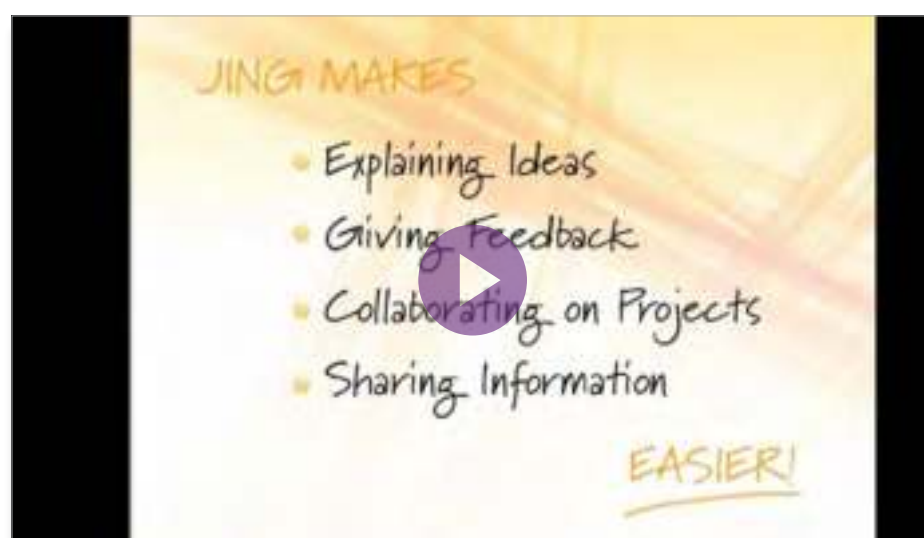 JING MAKES
Explaining Ideas
Giving Feedback
Collaborating on Projects
Sharing Information
EASIER!